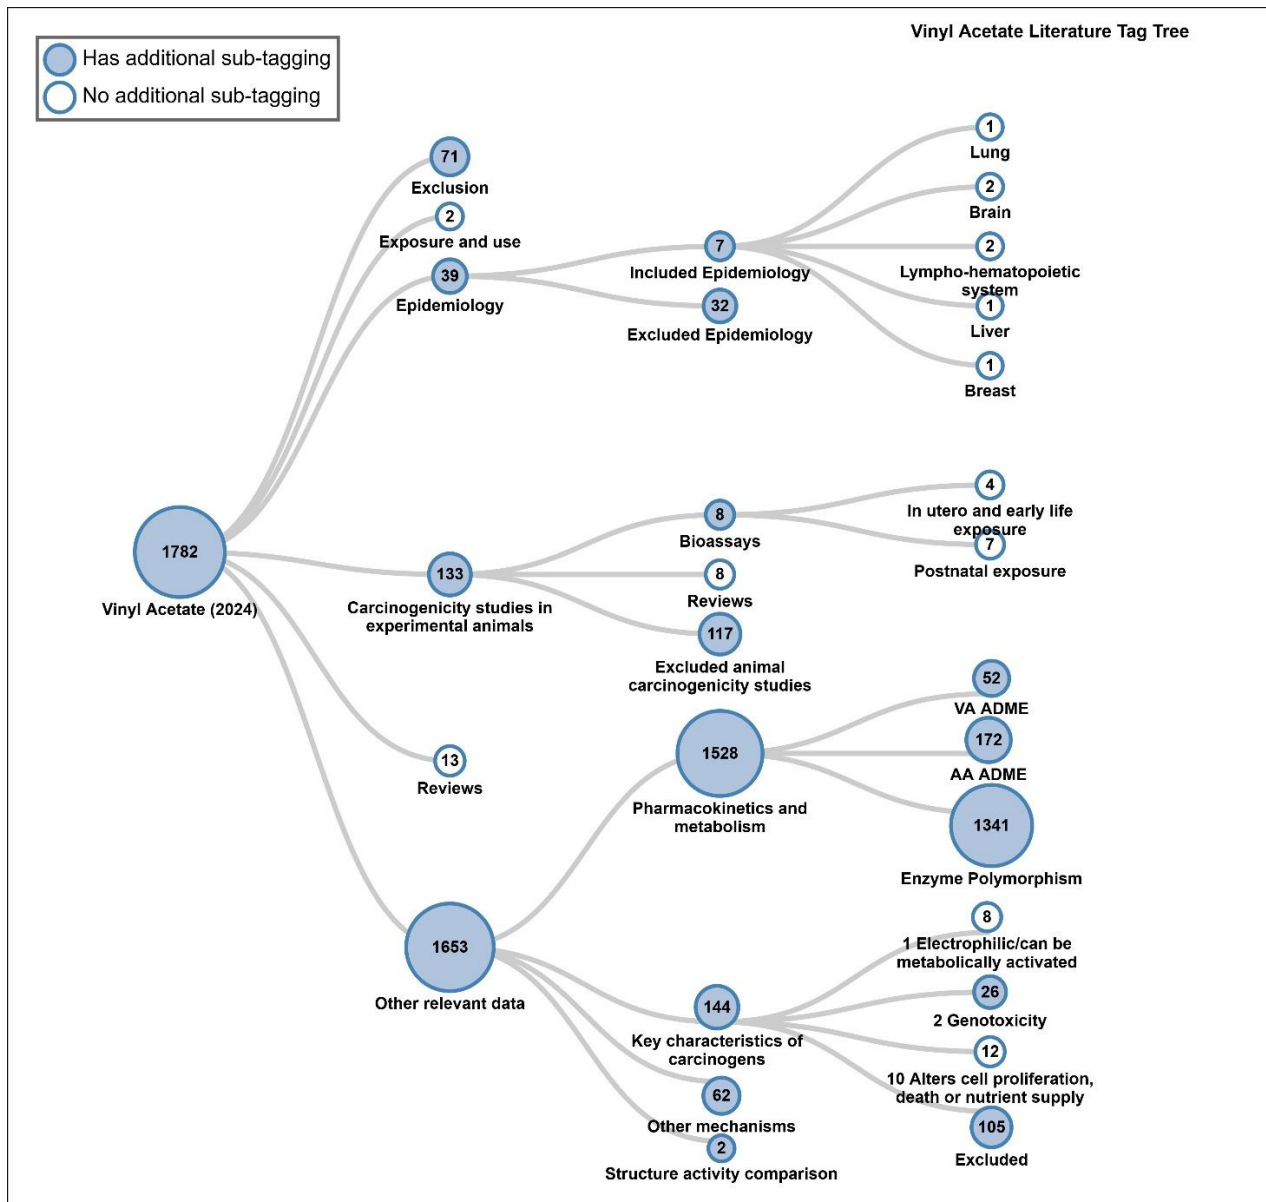 Vinyl Acetate Literature Tag Tree
Has additional sub-tagging
No additional sub-tagging
71
Exclusion
2
Exposure and use
39
Epidemiology
7
Included Epidemiology
32
Excluded Epidemiology
1
Lung
2
Brain
2
Lympho-hematopoietic
system
1
Liver
1
Breast
1782
Vinyl Acetate (2024)
133
Carcinogenicity studies in
experimental animals
8
Bioassays
8
Reviews
117
Excluded animal
carcinogenicity studies
4
In utero and early life
exposure
7
Postnatal exposure
13
Reviews
1653
Other relevant data
1528
Pharmacokinetics and
metabolism
52
VA ADME
172
AA ADME
1341
Enzyme Polymorphism
144
Key characteristics of
carcinogens
62
Other mechanisms
2
Structure activity comparison
8
1 Electrophilic/can be
metabolically activated
26
2 Genotoxicity
12
10 Alters cell proliferation,
death or nutrient supply
105
Excluded